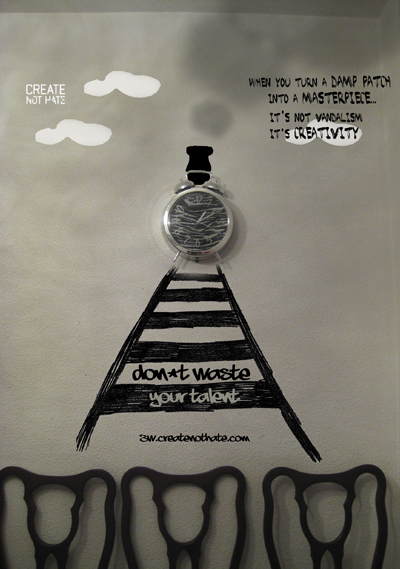 CREATE
NOT HATE
WHEN YOU TURN A DAMP PATCH
INTO A MASTERPIECE...
IT'S NOT VANDALISM
IT'S CREATIVITY
don*t waste
your talent
3w.createnothate.com